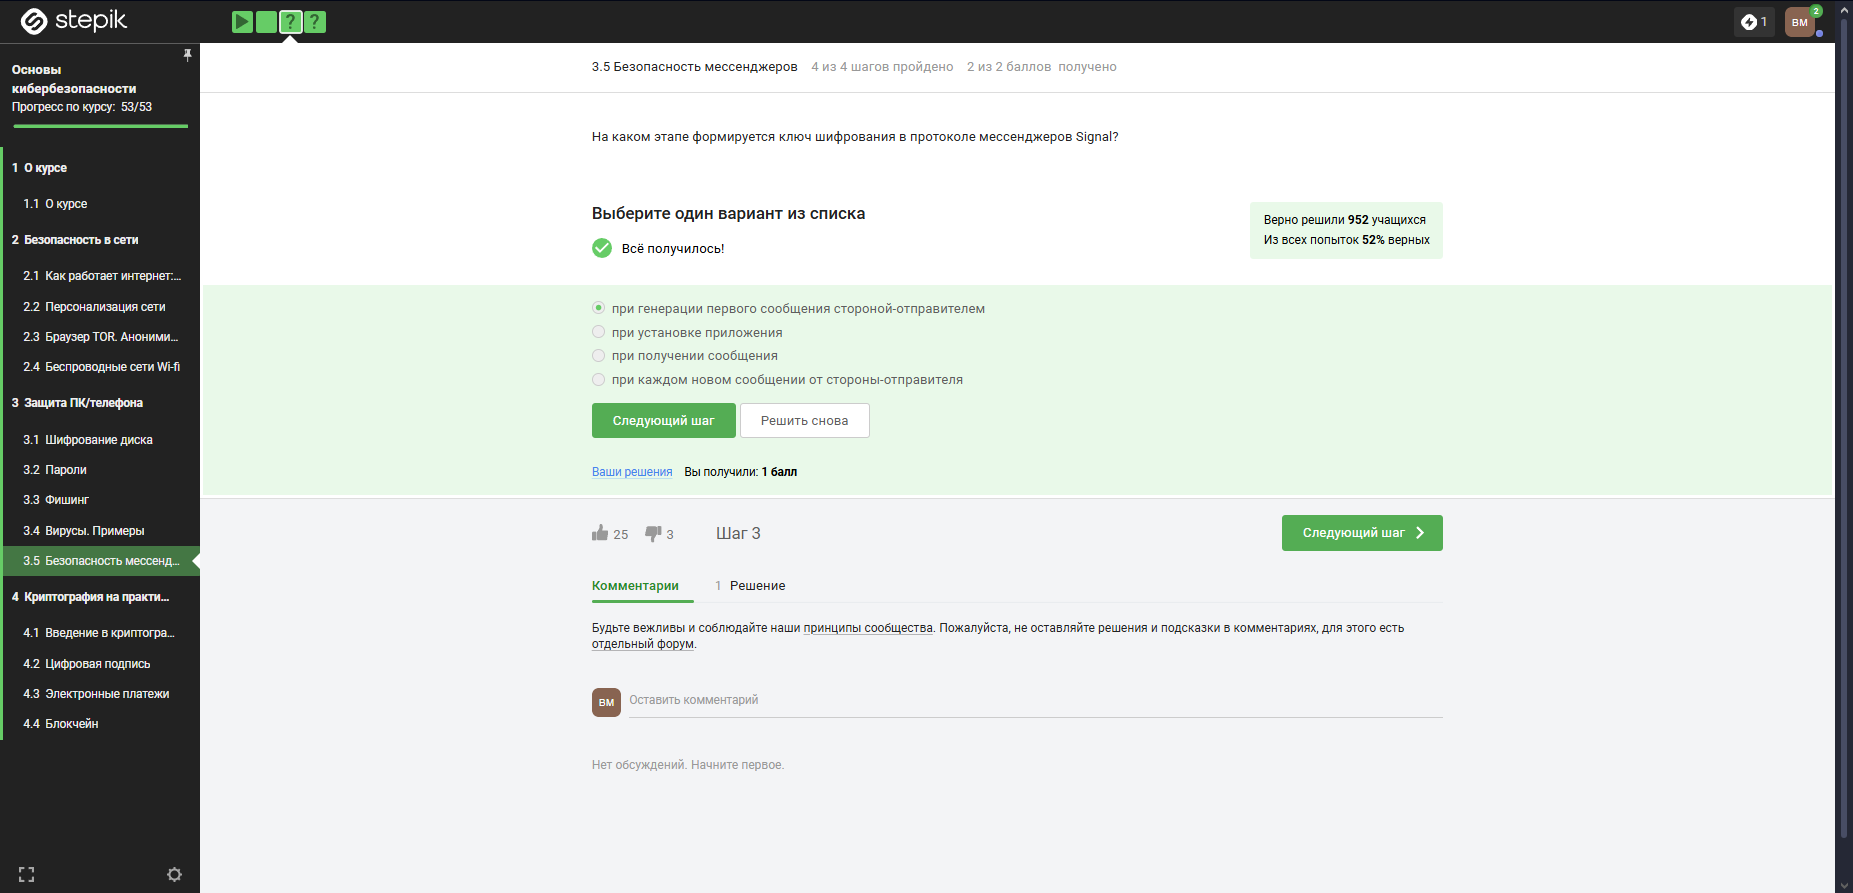 stepik
? ?
1
ВМ
2
Основы
кибербезопасности
Прогресс по курсу: 53/53
1 О курсе
1.1 О курсе
2 Безопасность в сети
2.1 Как работает интернет:...
2.2 Персонализация сети
2.3 Браузер TOR. Аноними...
2.4 Беспроводные сети Wi-fi
3 Защита ПК/телефона
3.1 Шифрование диска
3.2 Пароли
3.3 Фишинг
3.4 Вирусы. Примеры
3.5 Безопасность мессенд...
4 Криптография на практи...
4.1 Введение в криптогра...
4.2 Цифровая подпись
4.3 Электронные платежи
4.4 Блокчейн
3.5 Безопасность мессенджеров 4 из 4 шагов пройдено 2 из 2 баллов получено
На каком этапе формируется ключ шифрования в протоколе мессенджеров Signal?
Выберите один вариант из списка
Всё получилось!
Верно решили 952 учащихся
Из всех попыток 52% верных
при генерации первого сообщения стороной-отправителем
при установке приложения
при получении сообщения
при каждом новом сообщении от стороны-отправителя
Следующий шаг Решить снова
Ваши решения Вы получили: 1 балл
25 3 Шаг 3 Следующий шаг
Комментарии 1 Решение
Будьте вежливы и соблюдайте наши принципы сообщества. Пожалуйста, не оставляйте решения и подсказки в комментариях, для этого есть
отдельный форум.
ВМ Оставить комментарий
Нет обсуждений. Начните первое.